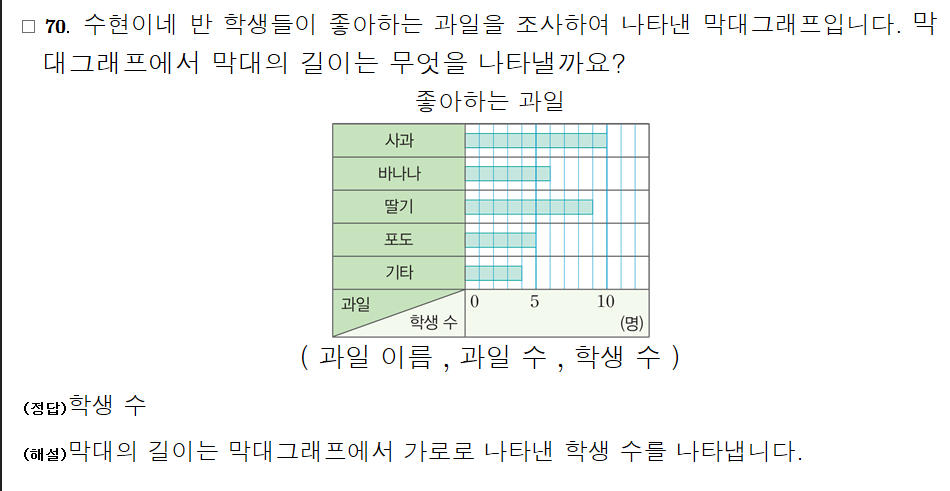 □ 70. 수현이네 반 학생들이 좋아하는 과일을 조사하여 나타낸 막대그래프입니다. 막
대그래프에서 막대의 길이는 무엇을 나타낼까요?
좋아하는 과일
사과
바나나
딸기
포도
기타
과일
학생 수
0 5 10
(명)
( 과일 이름 , 과일 수 , 학생 수 )
(정답)학생 수
(해설)막대의 길이는 막대그래프에서 가로로 나타낸 학생 수를 나타냅니다.